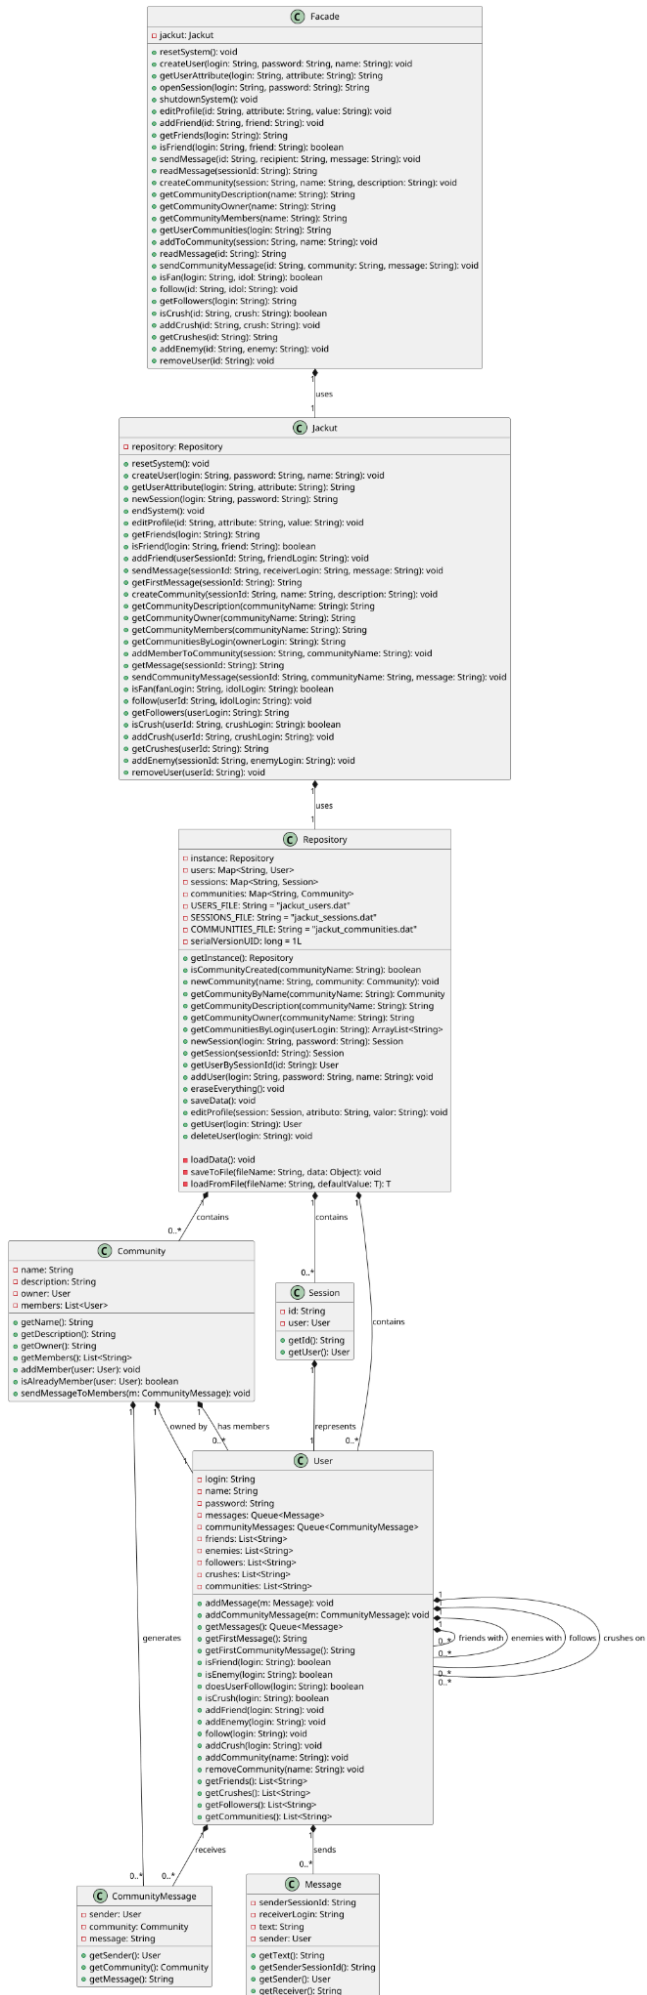 C Facade
jackut: Jackut
resetSystem(): void
createUser(login: String, password: String, name: String): void
getUserAttribute(login: String, attribute: String): String
openSession(login: String, password: String): String
shutdownSystem(): void
editProfile(id: String, attribute: String, value: String): void
addFriend(id: String, friend: String): void
getFriends(login: String): String
isFriend(login: String, friend: String): boolean
sendMessage(id: String, recipient: String, message: String): void
readMessage(sessionId: String): String
createCommunity(session: String, name: String, description: String): void
getCommunityDescription(name: String): String
getCommunityOwner(name: String): String
getCommunityMembers(name: String): String
getUserCommunities(login: String): String
addToCommunity(session: String, name: String): void
readMessage(id: String): String
sendCommunityMessage(id: String, community: String, message: String): void
isFan(login: String, idol: String): boolean
follow(id: String, idol: String): void
getFollowers(login: String): String
isCrush(id: String, crush: String): boolean
addCrush(id: String, crush: String): void
getCrushes(id: String): String
addEnemy(id: String, enemy: String): void
removeUser(id: String): void
1
uses
1
C Jackut
repository: Repository
resetSystem(): void
createUser(login: String, password: String, name: String): void
getUserAttribute(login: String, attribute: String): String
newSession(login: String, password: String): String
endSystem(): void
editProfile(id: String, attribute: String, value: String): void
getFriends(login: String): String
isFriend(login: String, friend: String): boolean
addFriend(userSessionId: String, friendLogin: String): void
sendMessage(sessionId: String, receiverLogin: String, message: String): void
getFirstMessage(sessionId: String): String
createCommunity(sessionId: String, name: String, description: String): void
getCommunityDescription(communityName: String): String
getCommunityOwner(communityName: String): String
getCommunityMembers(communityName: String): String
getCommunitiesByLogin(ownerLogin: String): String
addMemberToCommunity(session: String, communityName: String): void
getMessage(sessionId: String): String
sendCommunityMessage(sessionId: String, communityName: String, message: String): void
isFan(fanLogin: String, idolLogin: String): boolean
follow(userId: String, idolLogin: String): void
getFollowers(userLogin: String): String
isCrush(userId: String, crushLogin: String): boolean
addCrush(userId: String, crushLogin: String): void
getCrushes(userId: String): String
addEnemy(sessionId: String, enemyLogin: String): void
removeUser(userId: String): void
1
uses
1
C Repository
instance: Repository
users: Map<String, User>
sessions: Map<String, Session>
communities: Map<String, Community>
USERS_FILE: String = "jackut_users.dat"
SESSIONS_FILE: String = "jackut_sessions.dat"
COMMUNITIES_FILE: String = "jackut_communities.dat"
serialVersionUID: long = 1L
getInstance(): Repository
isCommunityCreated(communityName: String): boolean
newCommunity(name: String, community: Community): void
getCommunityByName(communityName: String): Community
getCommunityDescription(communityName: String): String
getCommunityOwner(communityName: String): String
getCommunitiesByLogin(userLogin: String): ArrayList<String>
newSession(login: String, password: String): Session
getSession(sessionId: String): Session
getUserBySessionId(id: String): User
addUser(login: String, password: String, name: String): void
eraseEverything(): void
saveData(): void
editProfile(session: Session, atributo: String, valor: String): void
getUser(login: String): User
deleteUser(login: String): void
loadData(): void
saveToFile(fileName: String, data: Object): void
loadFromFile(fileName: String, defaultValue: T): T
1 1 1
contains contains
0..* 0..*
C Community
name: String
description: String
owner: User
members: List<User>
getName(): String
getDescription(): String
getOwner(): String
getMembers(): List<String>
addMember(user: User): void
isAlreadyMember(user: User): boolean
sendMessageToMembers(m: CommunityMessage): void
C Session
id: String
user: User
getId(): String
getUser(): User
contains
1 1 1 1
owned by has members represents
1 0..* 1 0..*
C User
login: String
name: String
password: String
messages: Queue<Message>
communityMessages: Queue<CommunityMessage>
friends: List<String>
enemies: List<String>
followers: List<String>
crushes: List<String>
communities: List<String>
addMessage(m: Message): void
addCommunityMessage(m: CommunityMessage): void
getMessages(): Queue<Message>
getFirstMessage(): String
getFirstCommunityMessage(): String
isFriend(login: String): boolean
isEnemy(login: String): boolean
doesUserFollow(login: String): boolean
isCrush(login: String): boolean
addFriend(login: String): void
addEnemy(login: String): void
follow(login: String): void
addCrush(login: String): void
addCommunity(name: String): void
removeCommunity(name: String): void
getFriends(): List<String>
getCrushes(): List<String>
getFollowers(): List<String>
getCommunities(): List<String>
1
1
1
1
friends with enemies with follows crushes on
0..*
0..*
0..*
0..*
generates
1 1
receives sends
0..* 0..* 0..*
C CommunityMessage
sender: User
community: Community
message: String
getSender(): User
getCommunity(): Community
getMessage(): String
C Message
senderSessionId: String
receiverLogin: String
text: String
sender: User
getText(): String
getSenderSessionId(): String
getSender(): User
getReceiver(): String